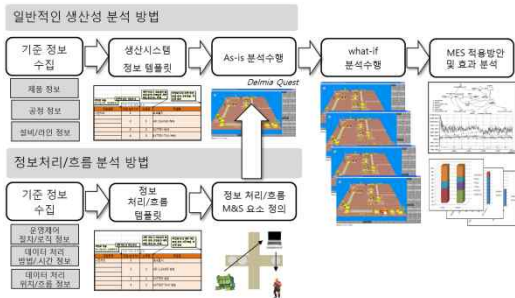 일반적인 생산성 분석 방법
기준 정보
수집
생산시스템
정보 템플릿
As-is 분석수행
what-if
분석수행
MES 적용방안
및 효과 분석
제품 정보
공정 정보
설비/라인 정보
Delmia Quest
정보처리/흐름 분석 방법
기준 정보
수집
정보
처리/흐름
템플릿
정보 처리/흐름
M&S 요소 정의
운영제어
절차/로직 정보
데이터 처리
방법/시간 정보
데이터 처리
위치/흐름 정보